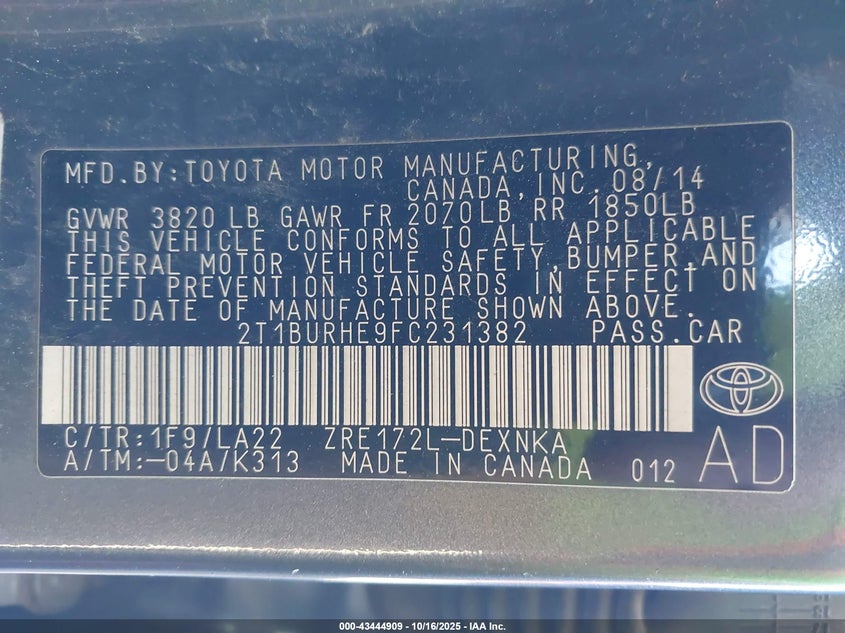 MFD.BY:TOYOTA MOTOR MANUFACTURING,
CANADA,INC.08/14
GVWR 3820LB GAWR FR 2070LB RR 1850LB
THIS VEHICLE CONFORMS TO ALL APPLICABLE
FEDERAL MOTOR VEHICLE SAFETY,BUMPER,AND
THEFT PREVENTION STANDARDS IN EFFECT ON
THE DATE OF MANUFACTURE SHOWN ABOVE.
2T1BURHE9FC231382 PASS.CAR
C/TR:1F9/LA22 ZRE172L-DEXNKA
A/TM:-04A/K313 MADE IN CANADA 012 AD
000-43444909 - 10/16/2025 - IAA Inc.